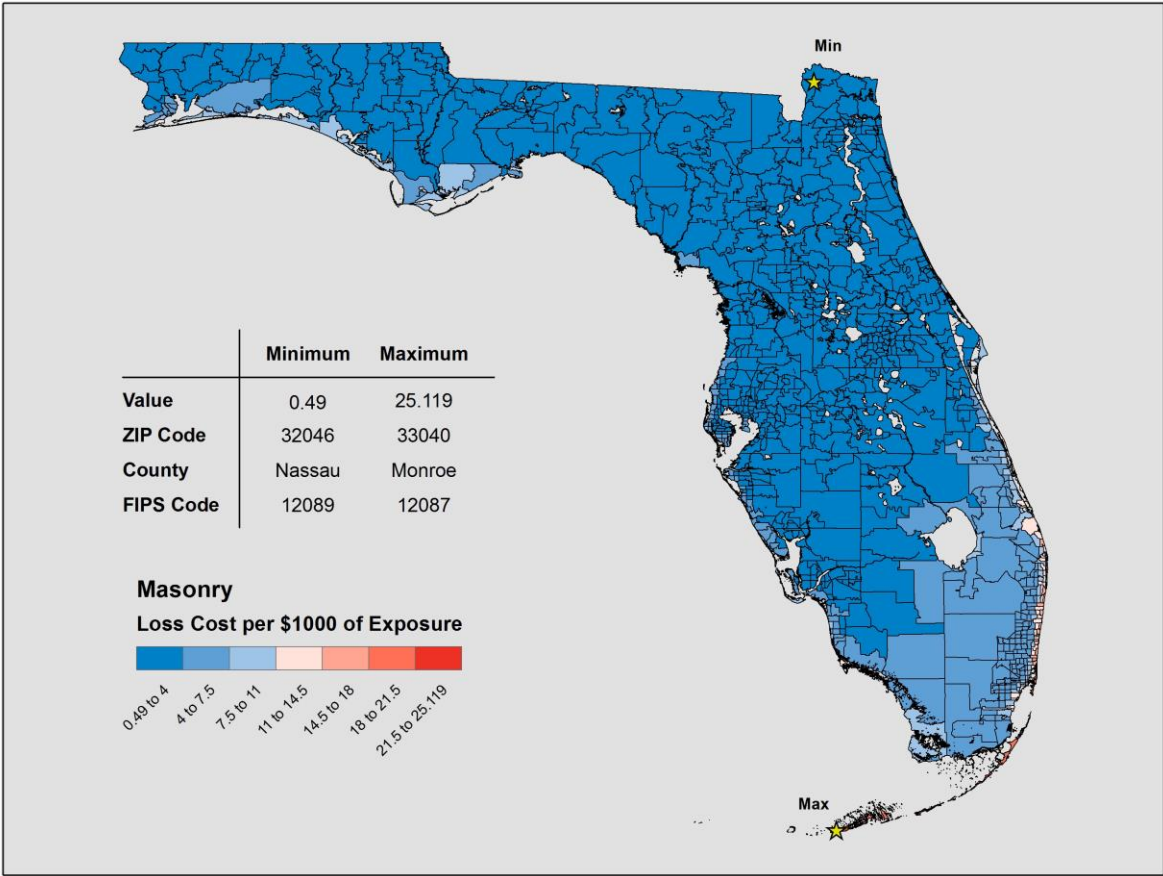 Min
Minimum Maximum
Value 0.49 25.119
ZIP Code 32046 33040
County Nassau Monroe
FIPS Code 12089 12087
Masonry
Loss Cost per $1000 of Exposure
0.49 to 4
4 to 7.5
7.5 to 11
11 to 14.5
14.5 to 18
18 to 21.5
21.5 to 25.119
Max